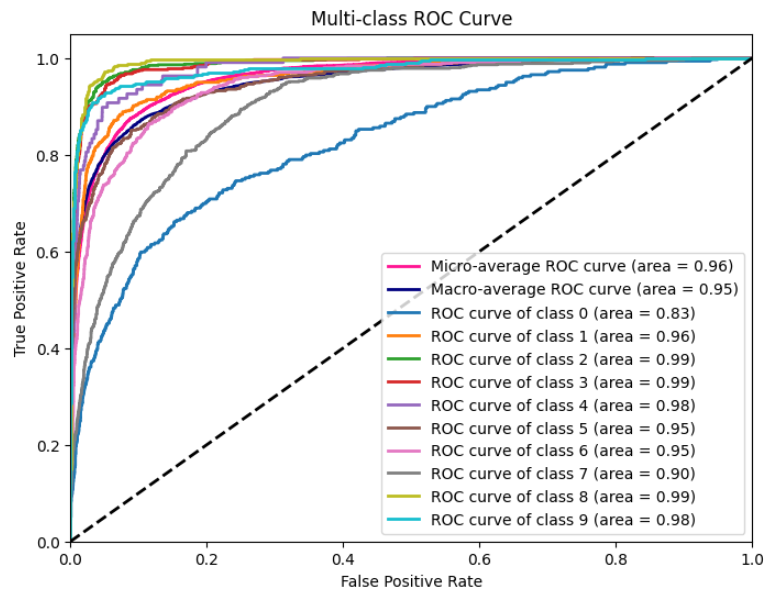 Multi-class ROC Curve
True Positive Rate
1.0
0.8
0.6
0.4
0.2
0.0
Micro-average ROC curve (area = 0.96)
Macro-average ROC curve (area = 0.95)
ROC curve of class 0 (area = 0.83)
ROC curve of class 1 (area = 0.96)
ROC curve of class 2 (area = 0.99)
ROC curve of class 3 (area = 0.99)
ROC curve of class 4 (area = 0.98)
ROC curve of class 5 (area = 0.95)
ROC curve of class 6 (area = 0.95)
ROC curve of class 7 (area = 0.90)
ROC curve of class 8 (area = 0.99)
ROC curve of class 9 (area = 0.98)
0.0 0.2 0.4 0.6 0.8 1.0
False Positive Rate